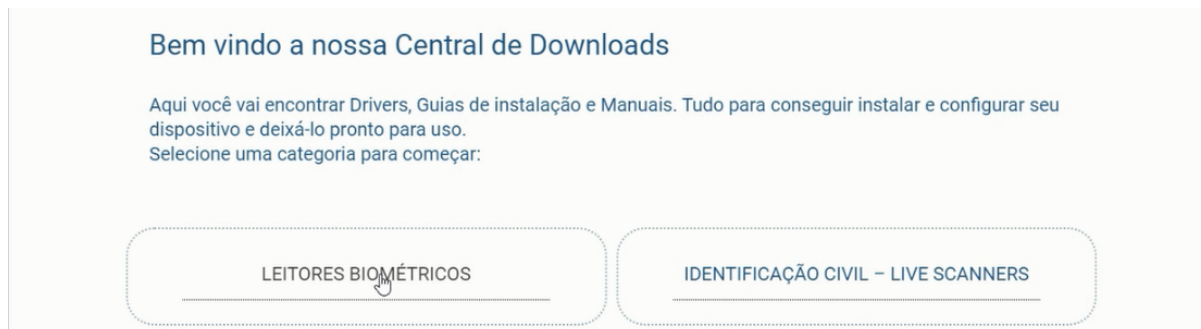 Bem vindo a nossa Central de Downloads
Aqui você vai encontrar Drivers, Guias de instalação e Manuais. Tudo para conseguir instalar e configurar seu
dispositivo e deixá-lo pronto para uso.
Selecione uma categoria para começar:
LEITORES BIOMÉTRICOS
IDENTIFICAÇÃO CIVIL – LIVE SCANNERS